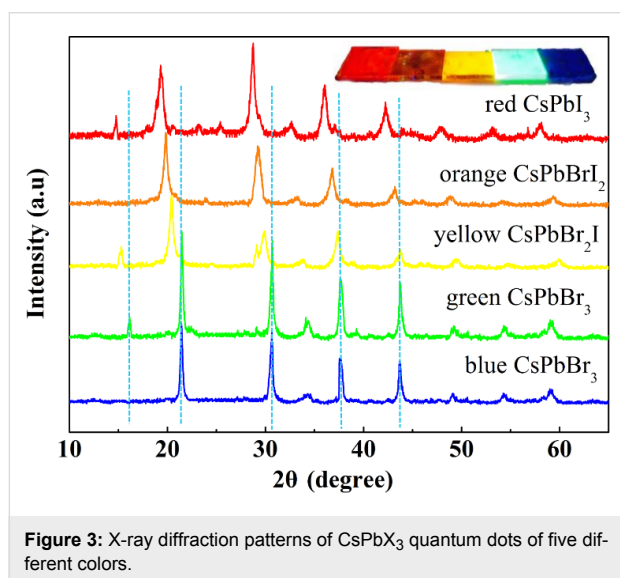 red CsPbI₃
orange CsPbBrI₂
yellow CsPbBr₂I
green CsPbBr₃
blue CsPbBr₃
Intensity (a.u)
10 20 30 40 50 60
2θ (degree)
Figure 3: X-ray diffraction patterns of CsPbX₃ quantum dots of five dif-
ferent colors.